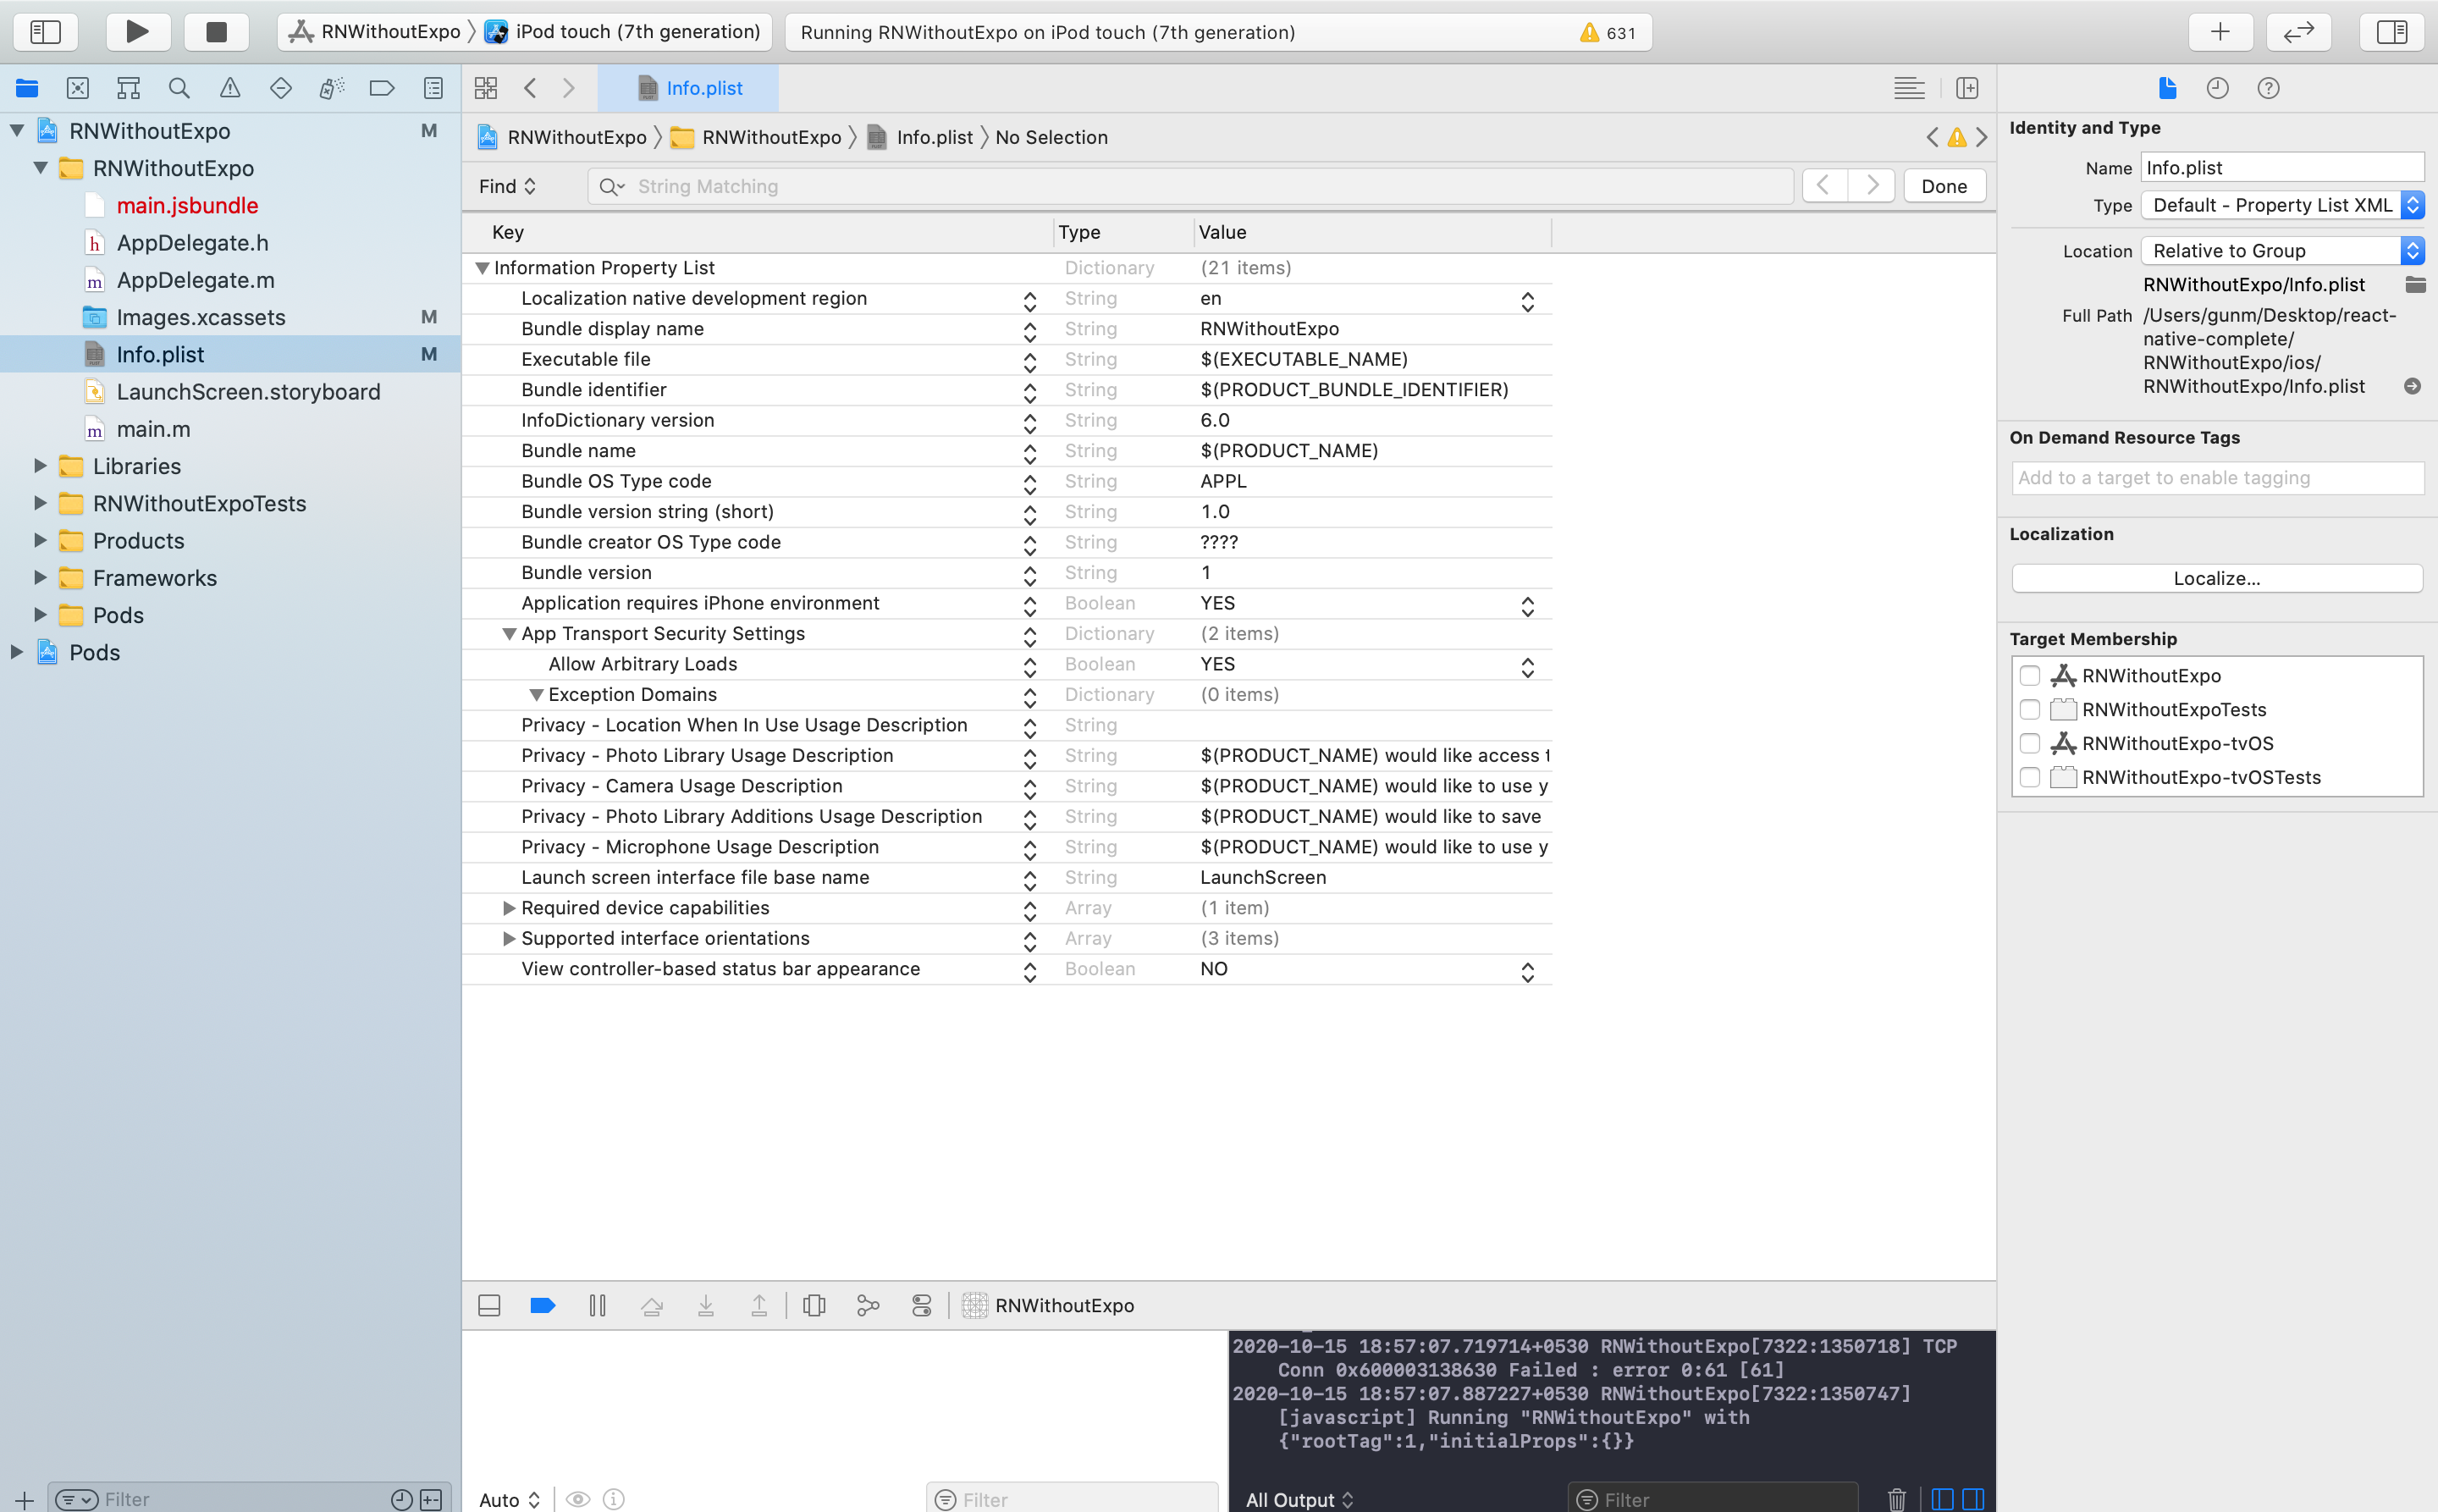 RNWithoutExpo iPod touch (7th generation)
Running RNWithoutExpo on iPod touch (7th generation)
631
Info.plist
RNWithoutExpo M
RNWithoutExpo
main.jsbundle
AppDelegate.h
AppDelegate.m
Images.xcassets M
Info.plist M
LaunchScreen.storyboard
main.m
Libraries
RNWithoutExpoTests
Products
Frameworks
Pods
Pods
Filter
RNWithoutExpo RNWithoutExpo Info.plist No Selection
Find String Matching Done
Key Type Value
Information Property List Dictionary (21 items)
Localization native development region String en
Bundle display name String RNWithoutExpo
Executable file String $(EXECUTABLE_NAME)
Bundle identifier String $(PRODUCT_BUNDLE_IDENTIFIER)
InfoDictionary version String 6.0
Bundle name String $(PRODUCT_NAME)
Bundle OS Type code String APPL
Bundle version string (short) String 1.0
Bundle creator OS Type code String ????
Bundle version String 1
Application requires iPhone environment Boolean YES
App Transport Security Settings Dictionary (2 items)
Allow Arbitrary Loads Boolean YES
Exception Domains Dictionary (0 items)
Privacy - Location When In Use Usage Description String
Privacy - Photo Library Usage Description String $(PRODUCT_NAME) would like access t
Privacy - Camera Usage Description String $(PRODUCT_NAME) would like to use y
Privacy - Photo Library Additions Usage Description String $(PRODUCT_NAME) would like to save
Privacy - Microphone Usage Description String $(PRODUCT_NAME) would like to use y
Launch screen interface file base name String LaunchScreen
Required device capabilities Array (1 item)
Supported interface orientations Array (3 items)
View controller-based status bar appearance Boolean NO
RNWithoutExpo
2020-10-15 18:57:07.719714+0530 RNWithoutExpo[7322:1350718] TCP
Conn 0x600003138630 Failed : error 0:61 [61]
2020-10-15 18:57:07.887227+0530 RNWithoutExpo[7322:1350747]
[javascript] Running "RNWithoutExpo" with
{"rootTag":1,"initialProps":{}}
Auto Filter
All Output Filter
Identity and Type
Name Info.plist
Type Default - Property List XML
Location Relative to Group
RNWithoutExpo/Info.plist
Full Path /Users/gunm/Desktop/react-
native-complete/
RNWithoutExpo/ios/
RNWithoutExpo/Info.plist
On Demand Resource Tags
Add to a target to enable tagging
Localization
Localize...
Target Membership
RNWithoutExpo
RNWithoutExpoTests
RNWithoutExpo-tvOS
RNWithoutExpo-tvOSTests